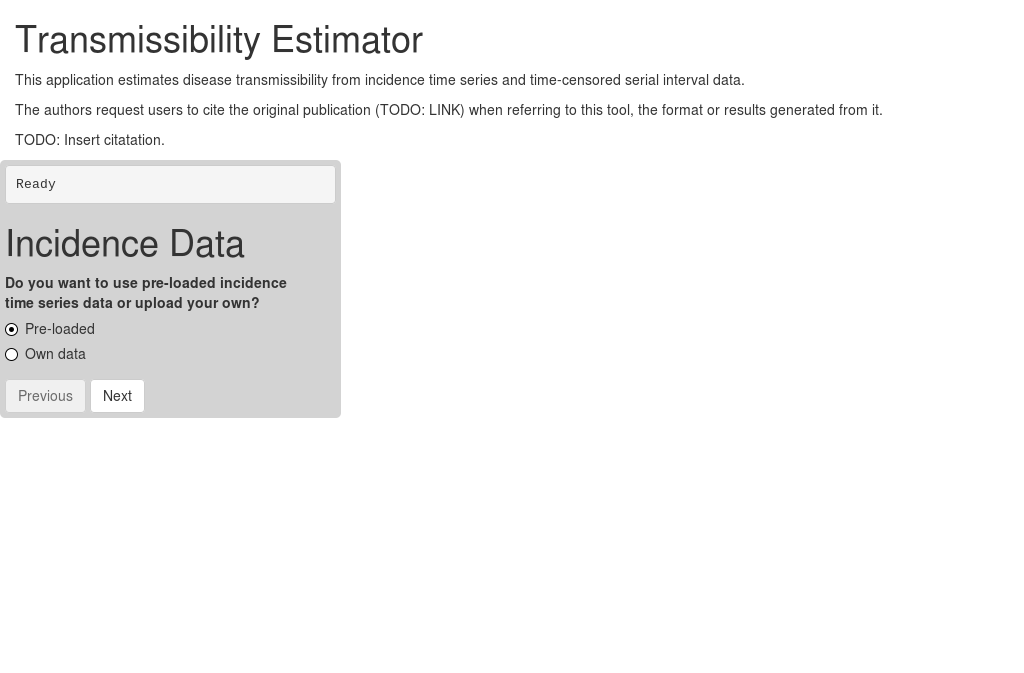 Transmissibility Estimator
This application estimates disease transmissibility from incidence time series and time-censored serial interval data.
The authors request users to cite the original publication (TODO: LINK) when referring to this tool, the format or results generated from it.
TODO: Insert citatation.
Ready
Incidence Data
Do you want to use pre-loaded incidence
time series data or upload your own?
Pre-loaded
Own data
Previous Next